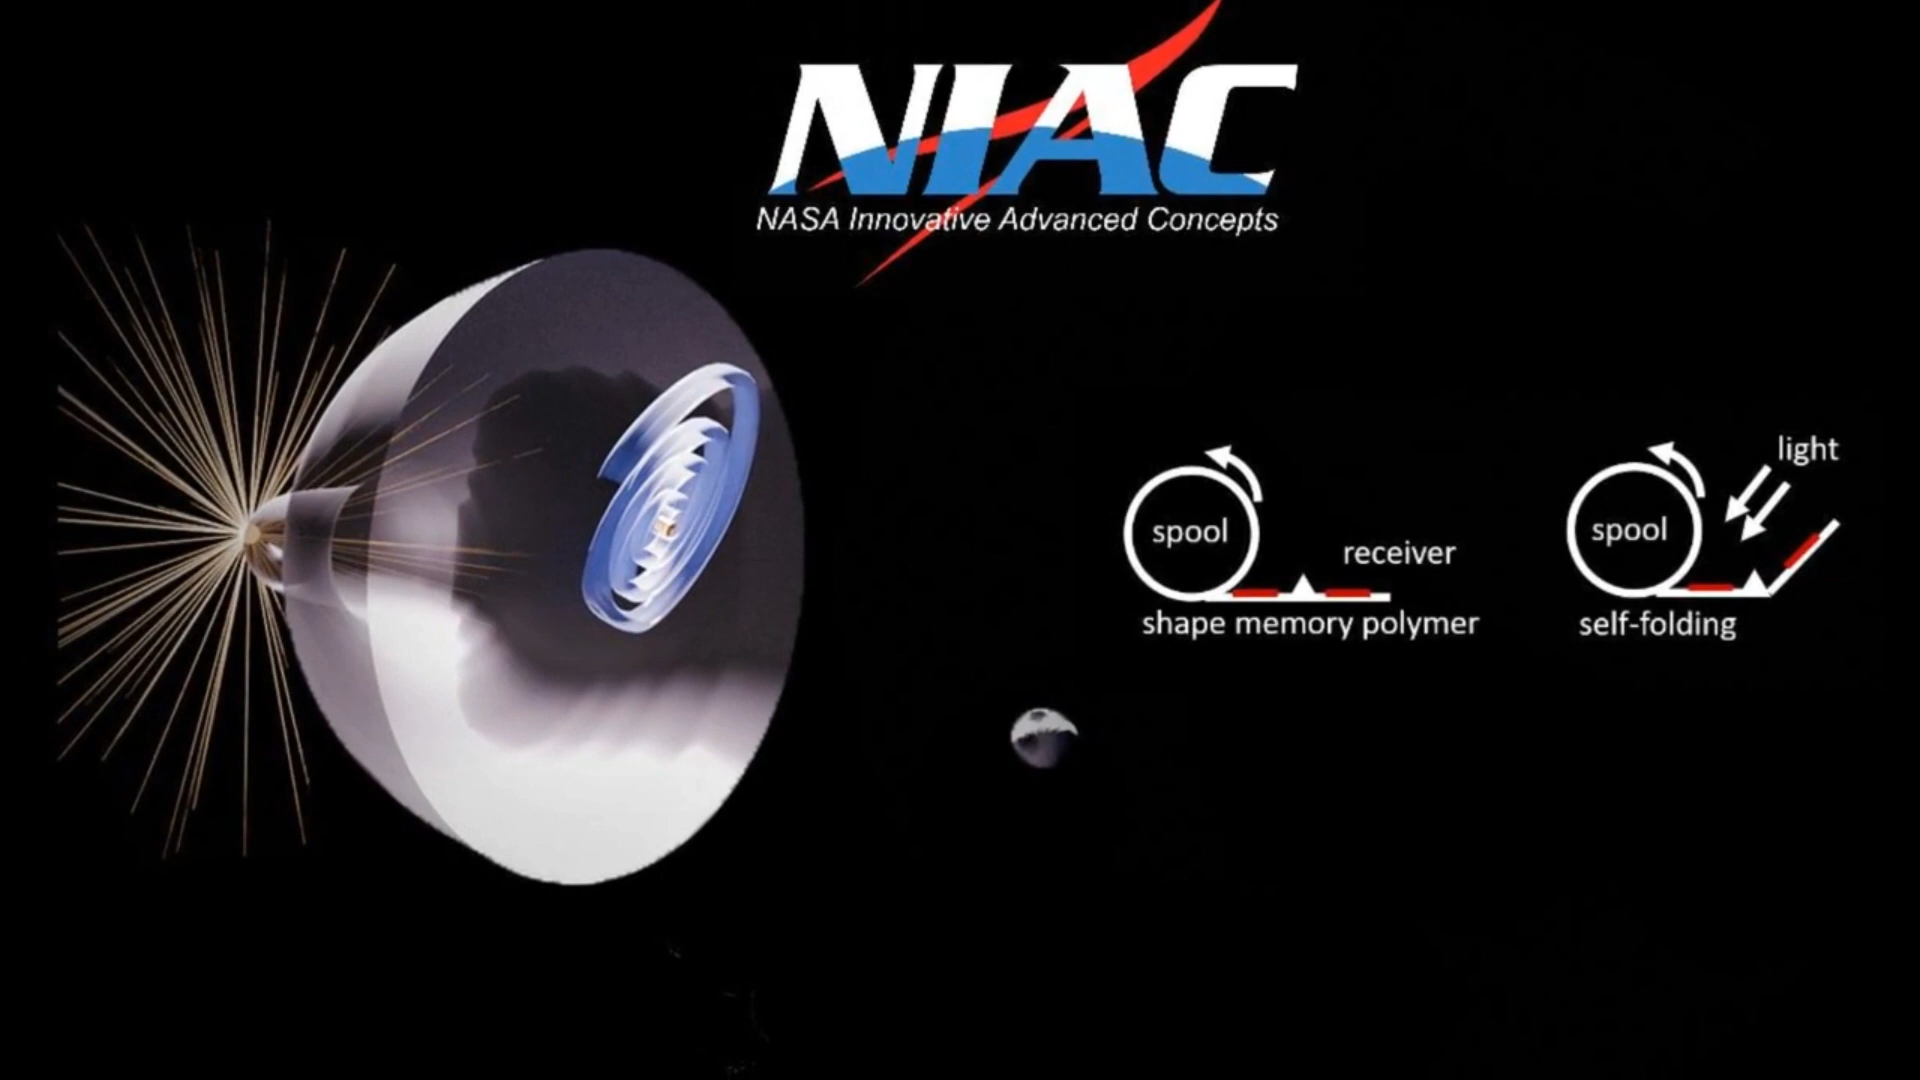 NIAC
NASA Innovative Advanced Concepts
light
spool
spool
receiver
shape memory polymer
self-folding